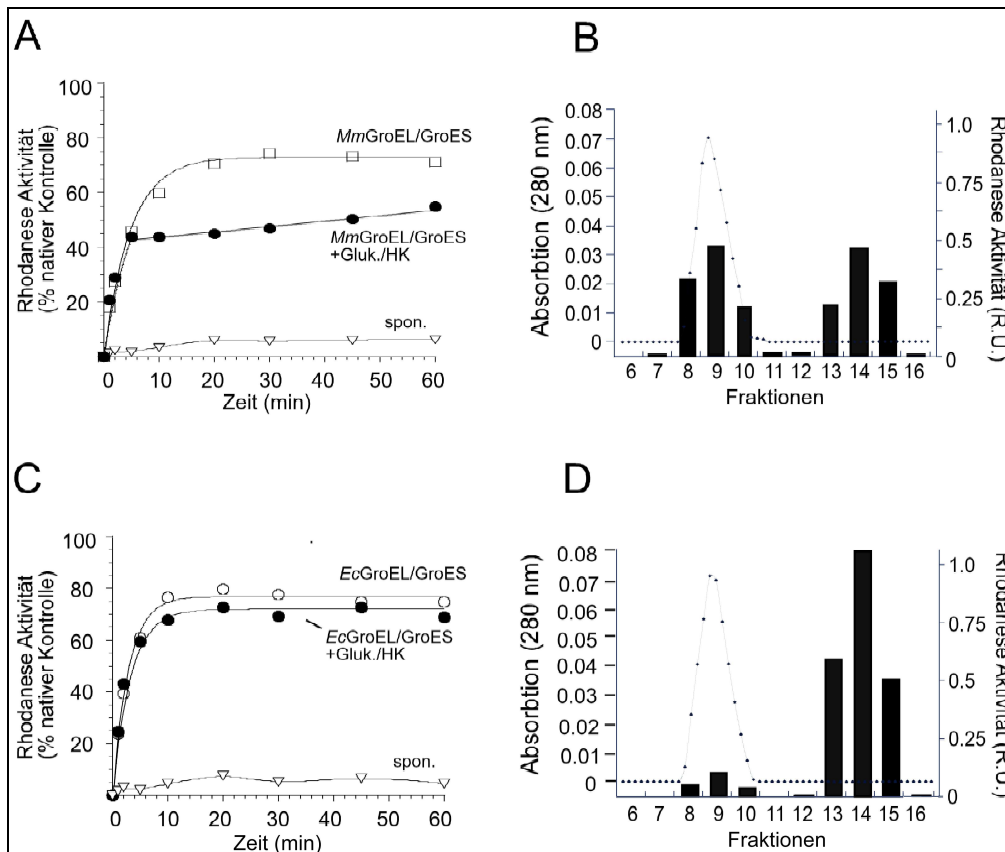 A
Rhodanese Aktivität
(% nativer Kontrolle)
100
80
60
40
20
MmGroEL/GroES
MmGroEL/GroES
+Gluk./HK
spon.
0 10 20 30 40 50 60
Zeit (min)
B
Absorbtion (280 nm)
0.08
0.07
0.06
0.05
0.04
0.03
0.02
0.01
0
1.0
0.75
0.5
0.25
0
Rhodanese Aktivität (R.U.)
6 7 8 9 10 11 12 13 14 15 16
Fraktionen
C
Rhodanese Aktivität
(% nativer Kontrolle)
100
80
60
40
20
EcGroEL/GroES
EcGroEL/GroES
+Gluk./HK
spon.
0 10 20 30 40 50 60
Zeit (min)
D
Absorbtion (280 nm)
0.08
0.07
0.06
0.05
0.04
0.03
0.02
0.01
0
1.0
0.75
0.5
0.25
0
Rhodanese Aktivität (R.U.)
6 7 8 9 10 11 12 13 14 15 16
Fraktionen